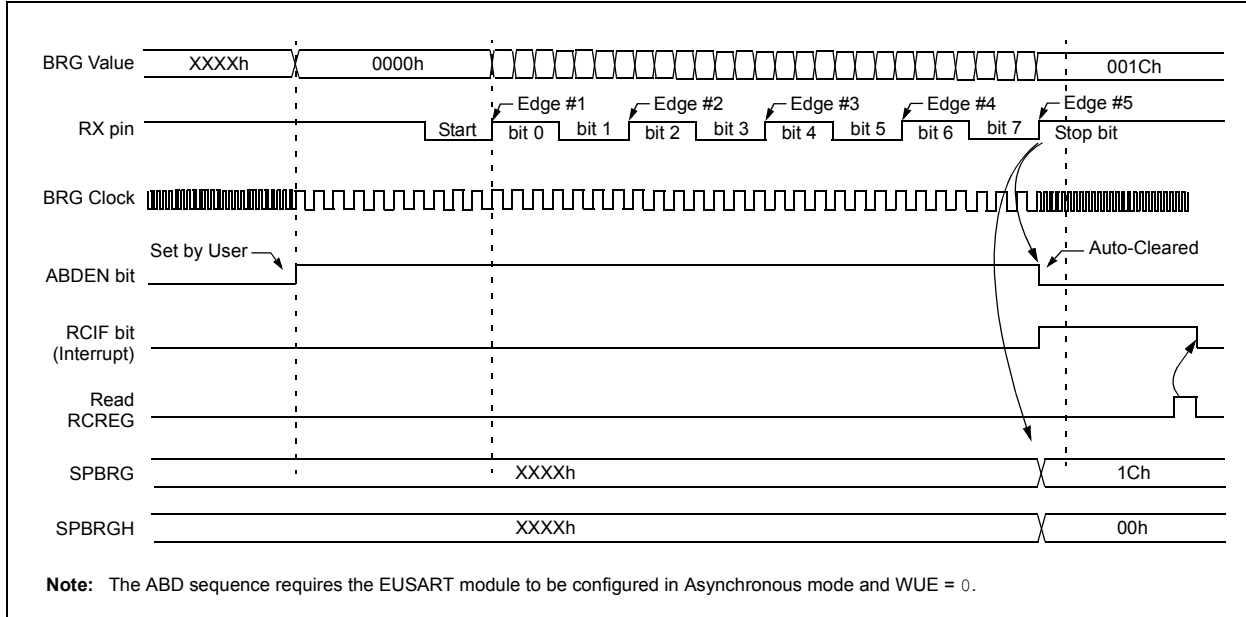 BRG Value XXXXh 0000h 001Ch
Edge #1 Edge #2 Edge #3 Edge #4 Edge #5
RX pin Start bit 0 bit 1 bit 2 bit 3 bit 4 bit 5 bit 6 bit 7 Stop bit
BRG Clock
Set by User Auto-Cleared
ABDEN bit
RCIF bit
(Interrupt)
Read
RCREG
SPBRG XXXXh 1Ch
SPBRGH XXXXh 00h
Note: The ABD sequence requires the EUSART module to be configured in Asynchronous mode and WUE = 0.